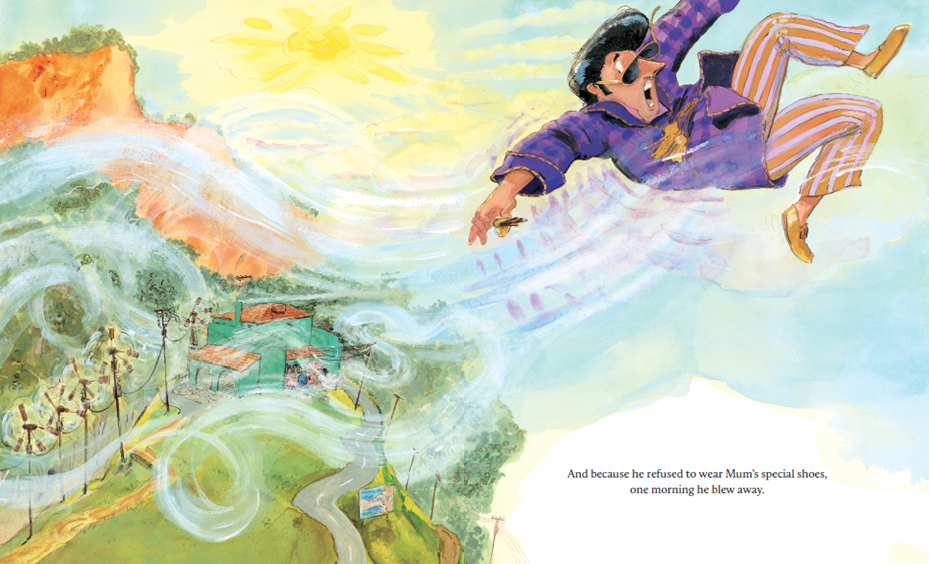 And because he refused to wear Mum's special shoes,
one morning he blew away.